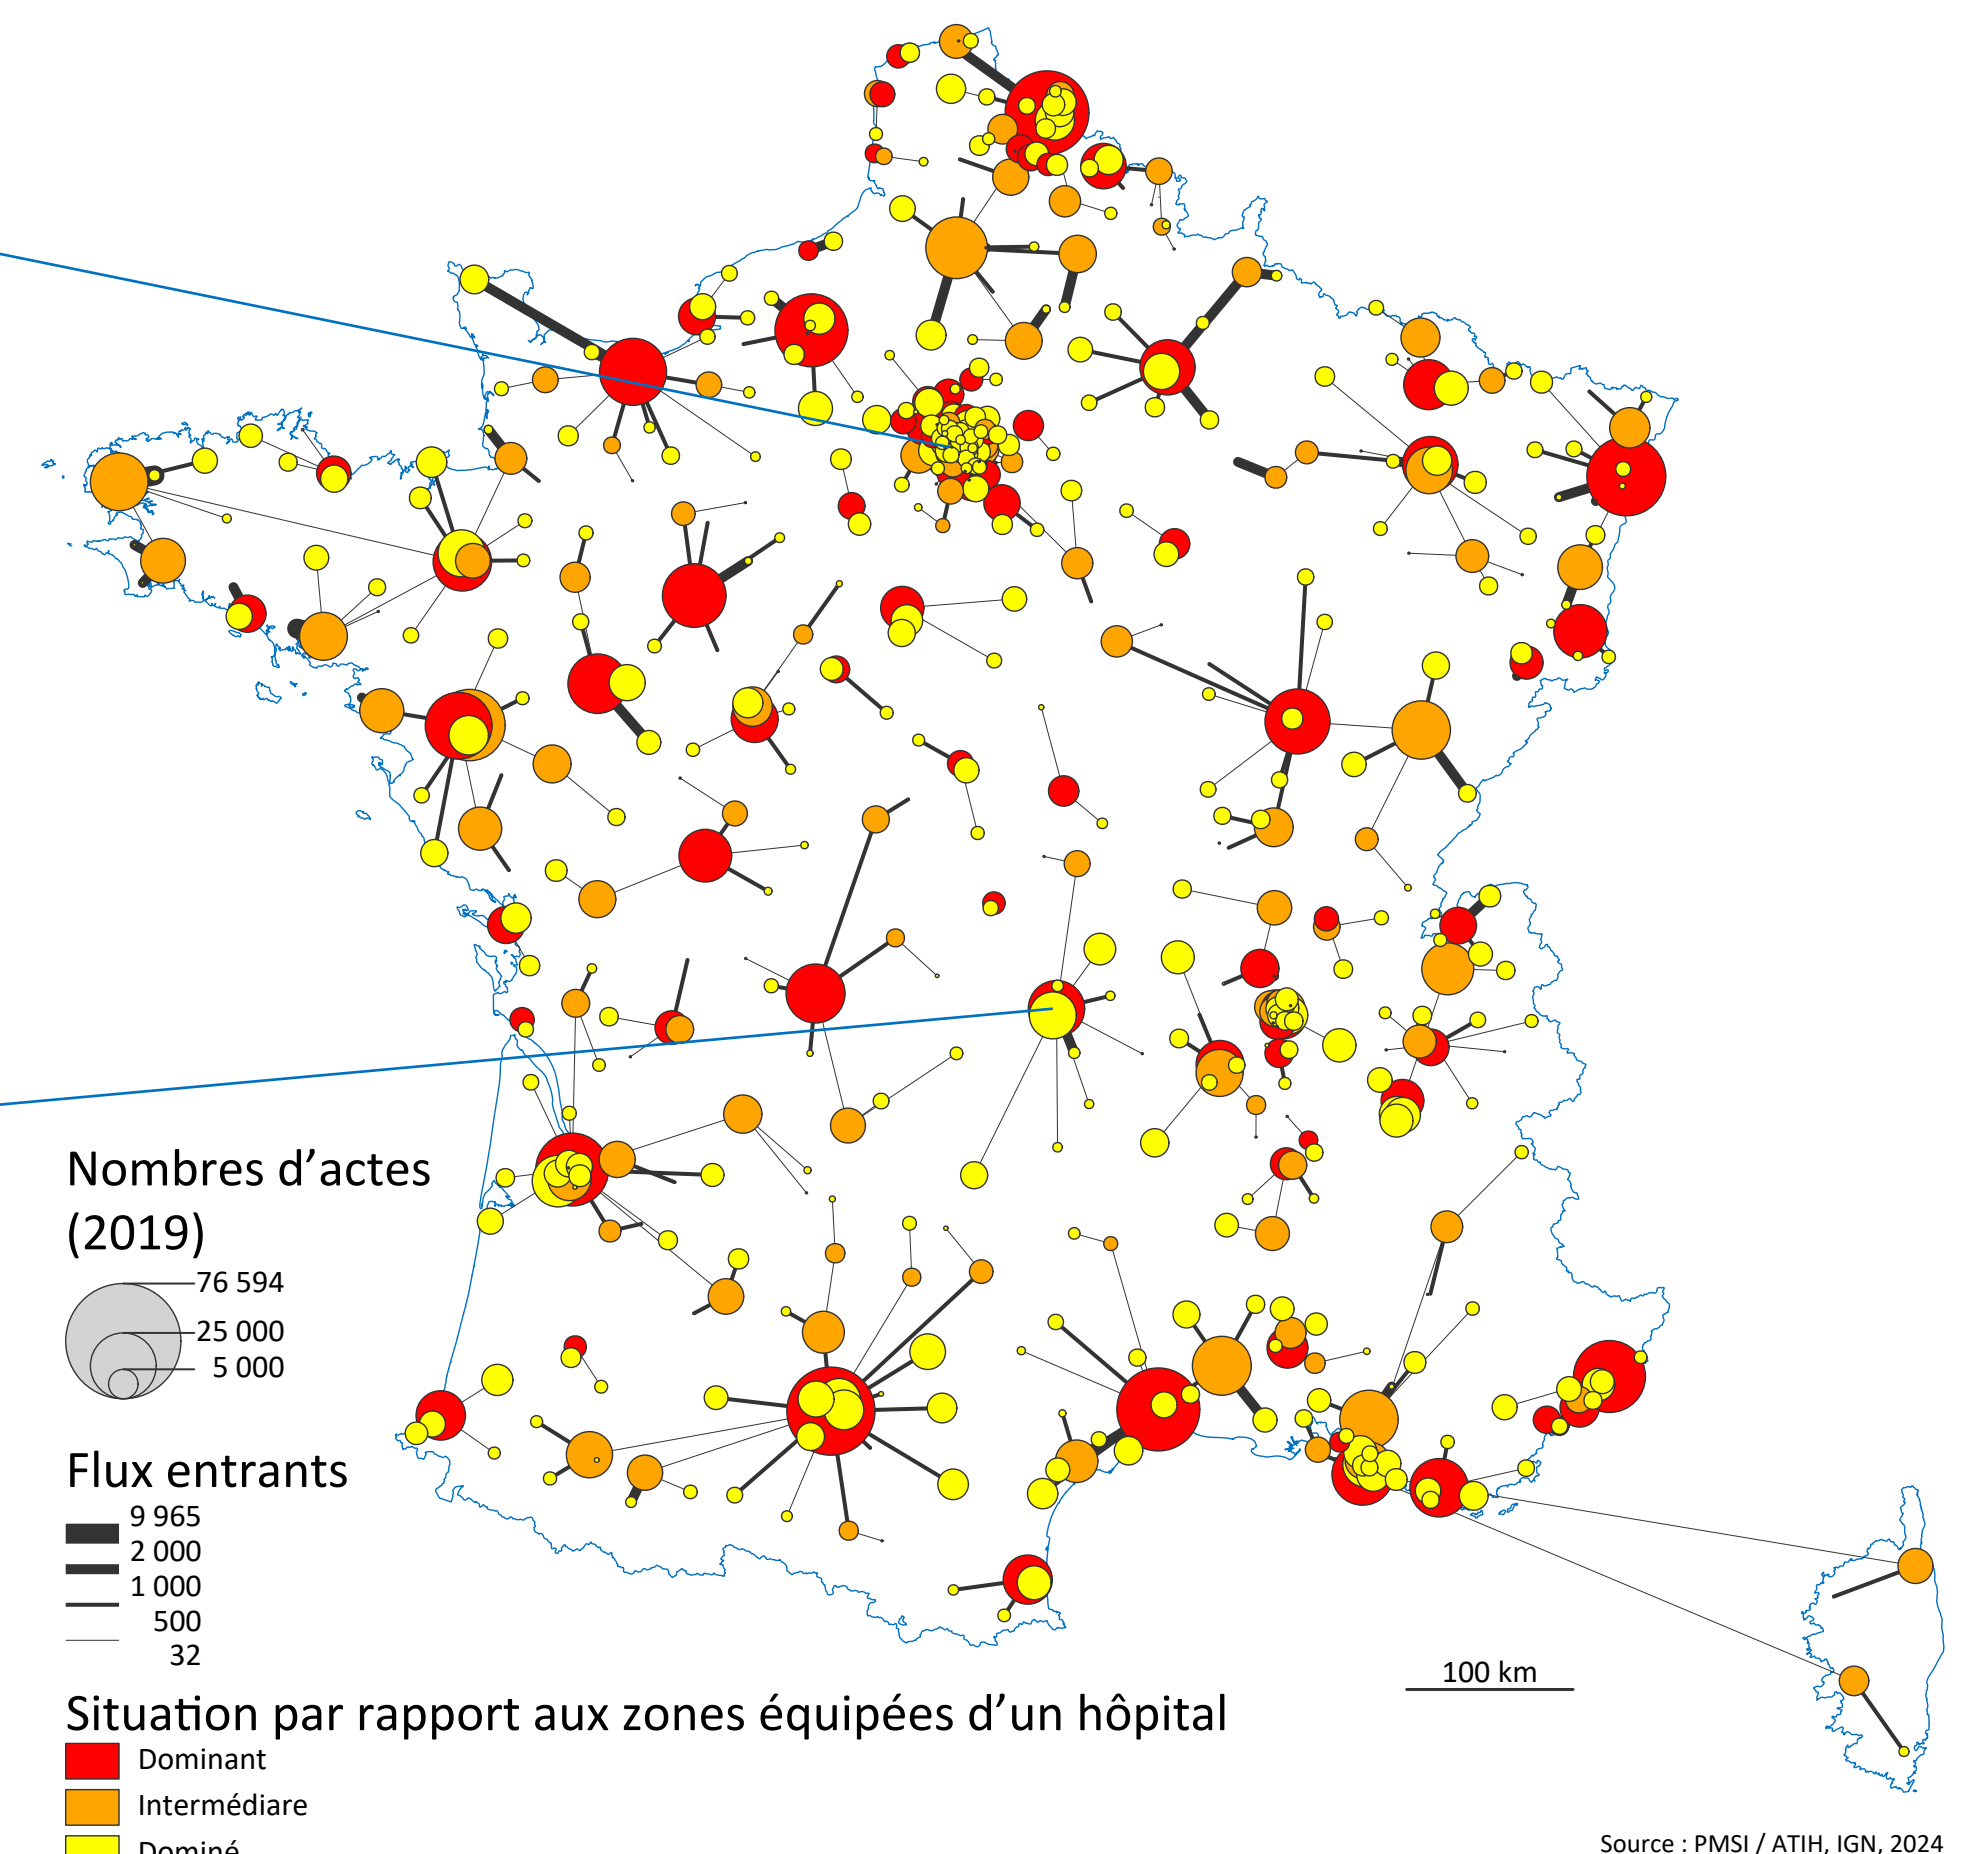 Nombres d’actes
(2019)
76 594
25 000
5 000
Flux entrants
9 965
2 000
1 000
500
32
100 km
Situation par rapport aux zones équipées d’un hôpital
Dominant
Intermédiare
Dominé
Source : PMSI / ATIH, IGN, 2024